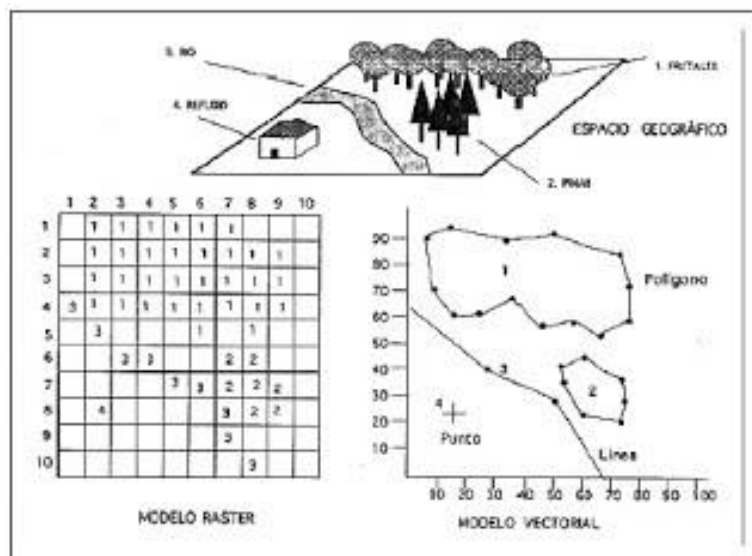 3. RIO
1. FRUTALES
4. REFUGIO
ESPACIO GEOGRÁFICO
2. PINAR
1 2 3 4 5 6 7 8 9 10
1 1 1 1 1 1 1
2 1 1 1 1 1 1 1 1
3 1 1 1 1 1 1 1 1
4 3 1 1 1 1 1 1 1 1
5 3 1 1
6 3 3 2 2
7 3 3 2 2 2
8 4 3 2 2
9 3
10 3
MODELO RASTER
90
80
70
60
50
40
30
20
10
1
Polígono
3
2
4
Punto
Línea
10 20 30 40 50 60 70 80 90 100
MODELO VECTORIAL